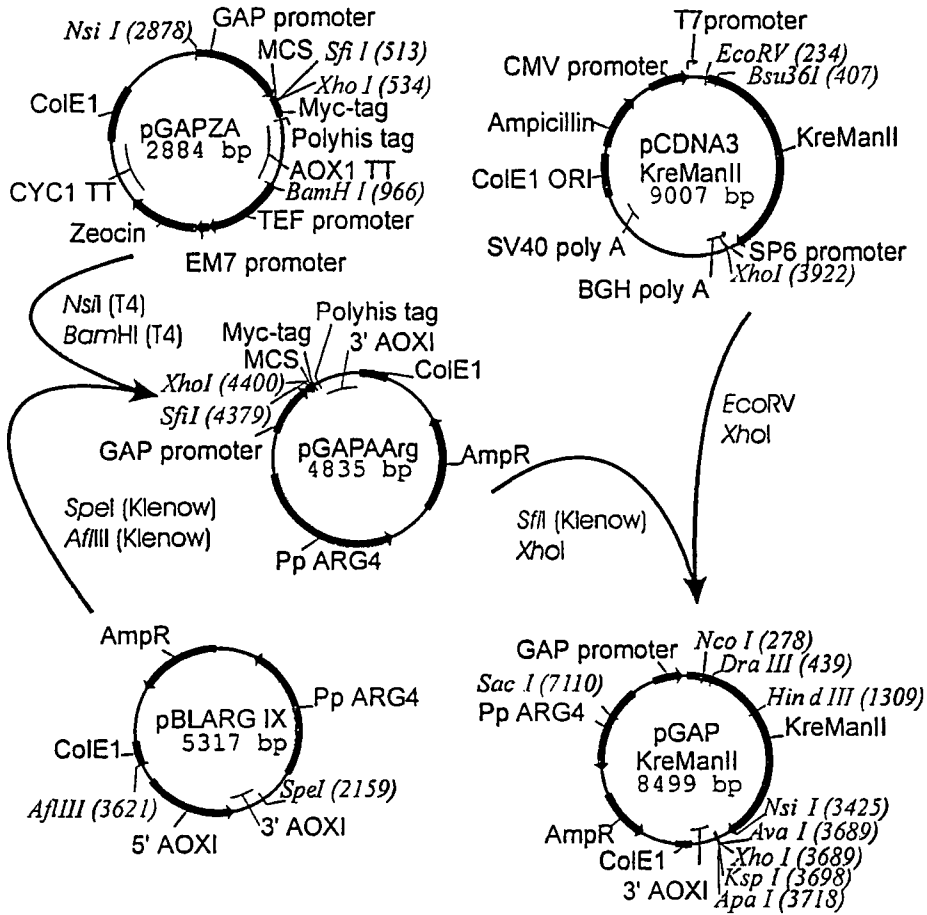 GAP promoter
Nsi I (2878)
MCS
Sfi I (513)
Xho I (534)
Myc-tag
Polyhis tag
AOX1 TT
BamH I (966)
TEF promoter
EM7 promoter
Zeocin
CYC1 TT
ColE1
pGAPZA
2884 bp
T7promoter
EcoRV (234)
Bsu36I (407)
CMV promoter
Ampicillin
ColE1 ORI
KreManII
pCDNA3
KreManII
9007 bp
SV40 poly A
BGH poly A
SP6 promoter
XhoI (3922)
NsiI (T4)
BamHI (T4)
Polyhis tag
Myc-tag
MCS
3' AOXI
ColE1
XhoI (4400)
SfiI (4379)
GAP promoter
pGAPAArg
4835 bp
AmpR
Pp ARG4
EcoRV
XhoI
SpeI (Klenow)
AflIII (Klenow)
SfiI (Klenow)
XhoI
AmpR
Pp ARG4
pBLARG IX
5317 bp
ColE1
AflIII (3621)
SpeI (2159)
5' AOXI
3' AOXI
GAP promoter
Nco I (278)
Dra III (439)
Sac I (7110)
Hind III (1309)
Pp ARG4
KreManII
pGAP
KreManII
8499 bp
Nsi I (3425)
Ava I (3689)
Xho I (3689)
Ksp I (3698)
Apa I (3718)
AmpR
ColE1
3' AOXI